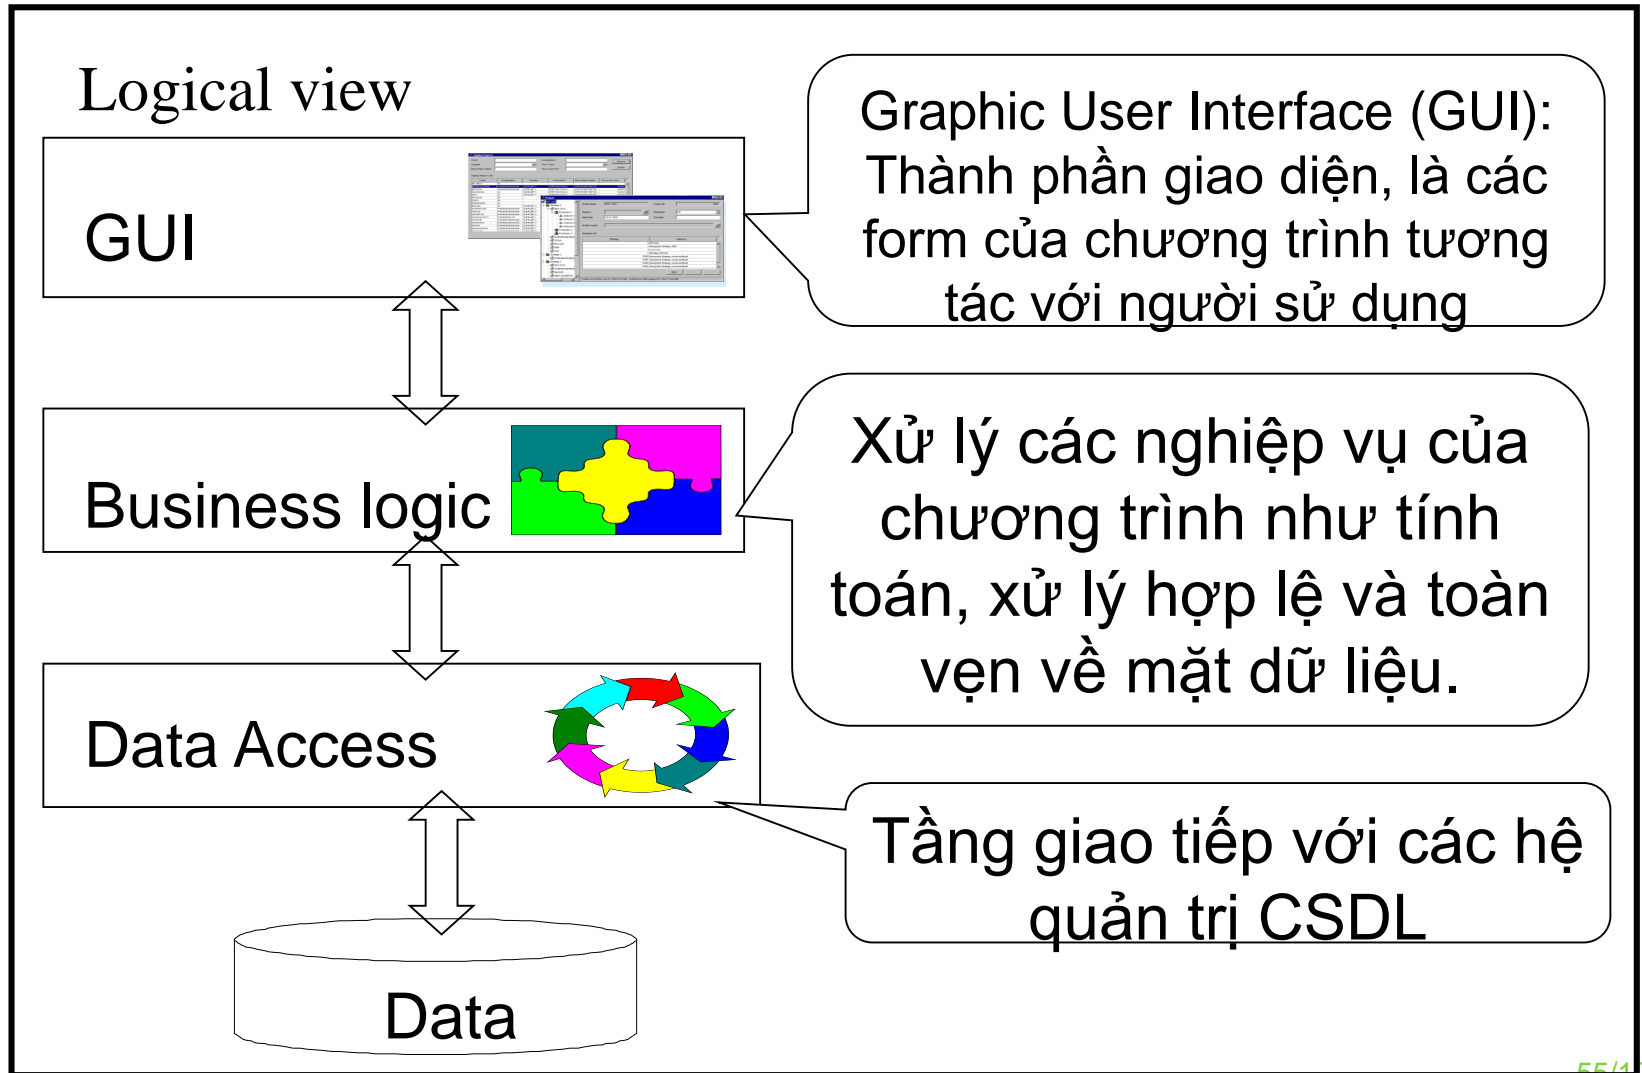 Logical view
GUI
Graphic User Interface (GUI):
Thành phần giao diện, là các
form của chương trình tương
tác với người sử dụng
Business logic
Xử lý các nghiệp vụ của
chương trình như tính
toán, xử lý hợp lệ và toàn
vẹn về mặt dữ liệu.
Data Access
Tầng giao tiếp với các hệ
quản trị CSDL
Data